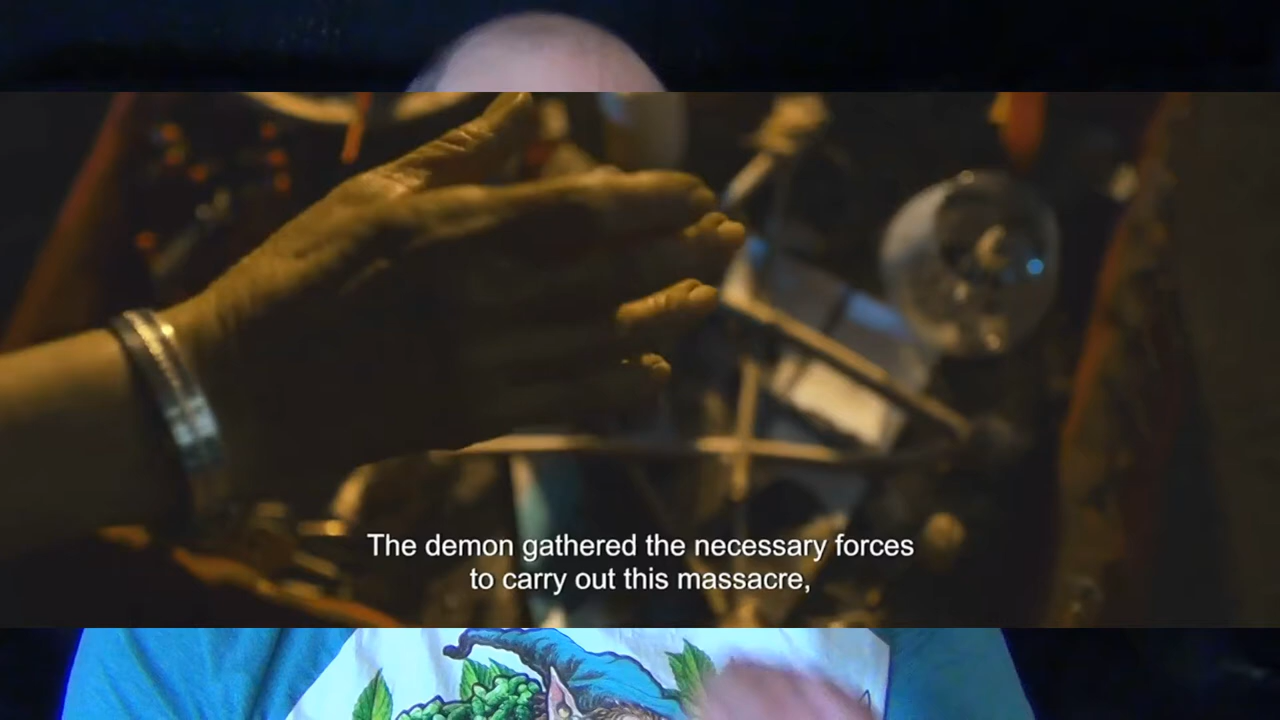 The demon gathered the necessary forces
to carry out this massacre,